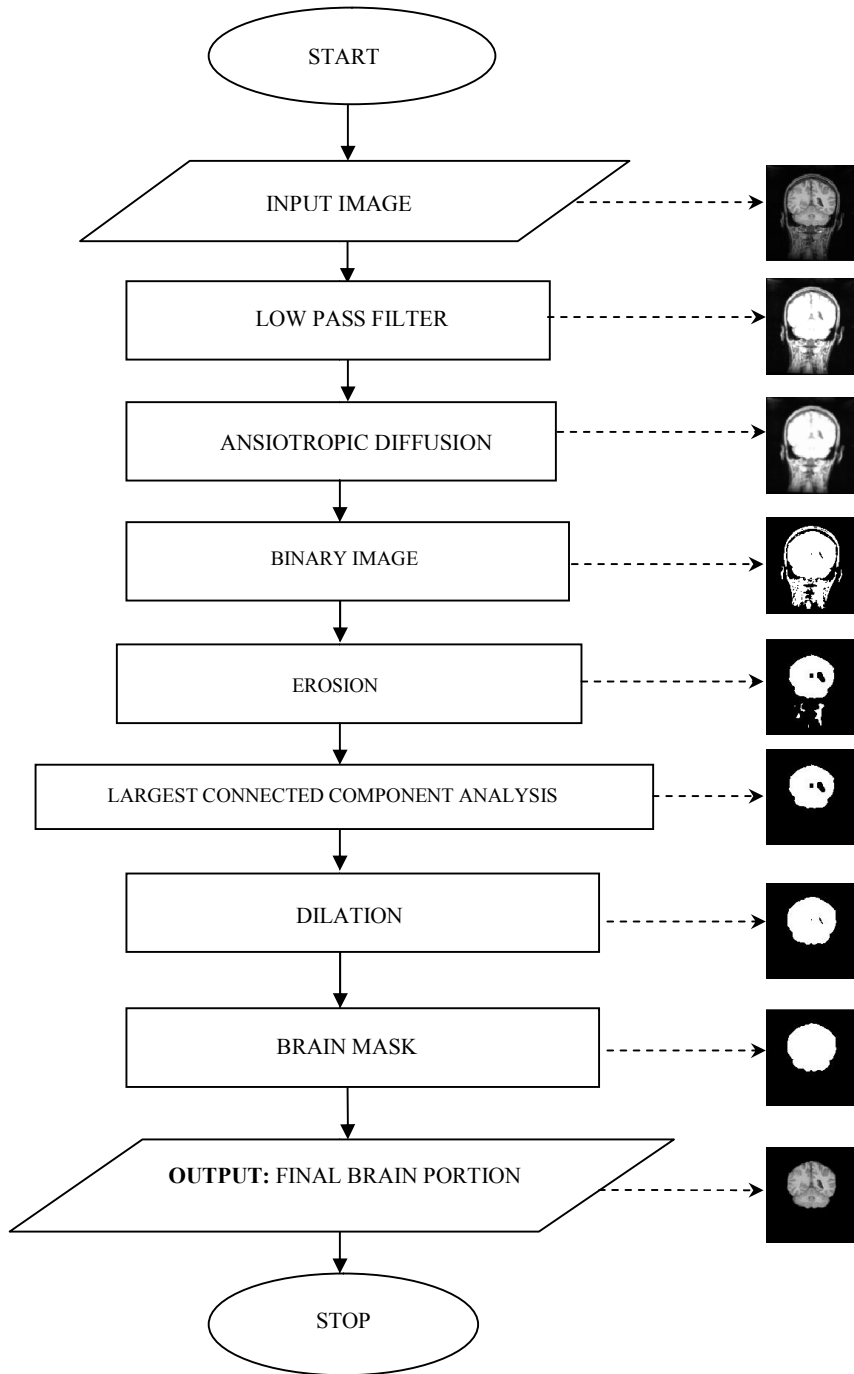 START
INPUT IMAGE
LOW PASS FILTER
ANSIOTROPIC DIFFUSION
BINARY IMAGE
EROSION
LARGEST CONNECTED COMPONENT ANALYSIS
DILATION
BRAIN MASK
OUTPUT: FINAL BRAIN PORTION
STOP